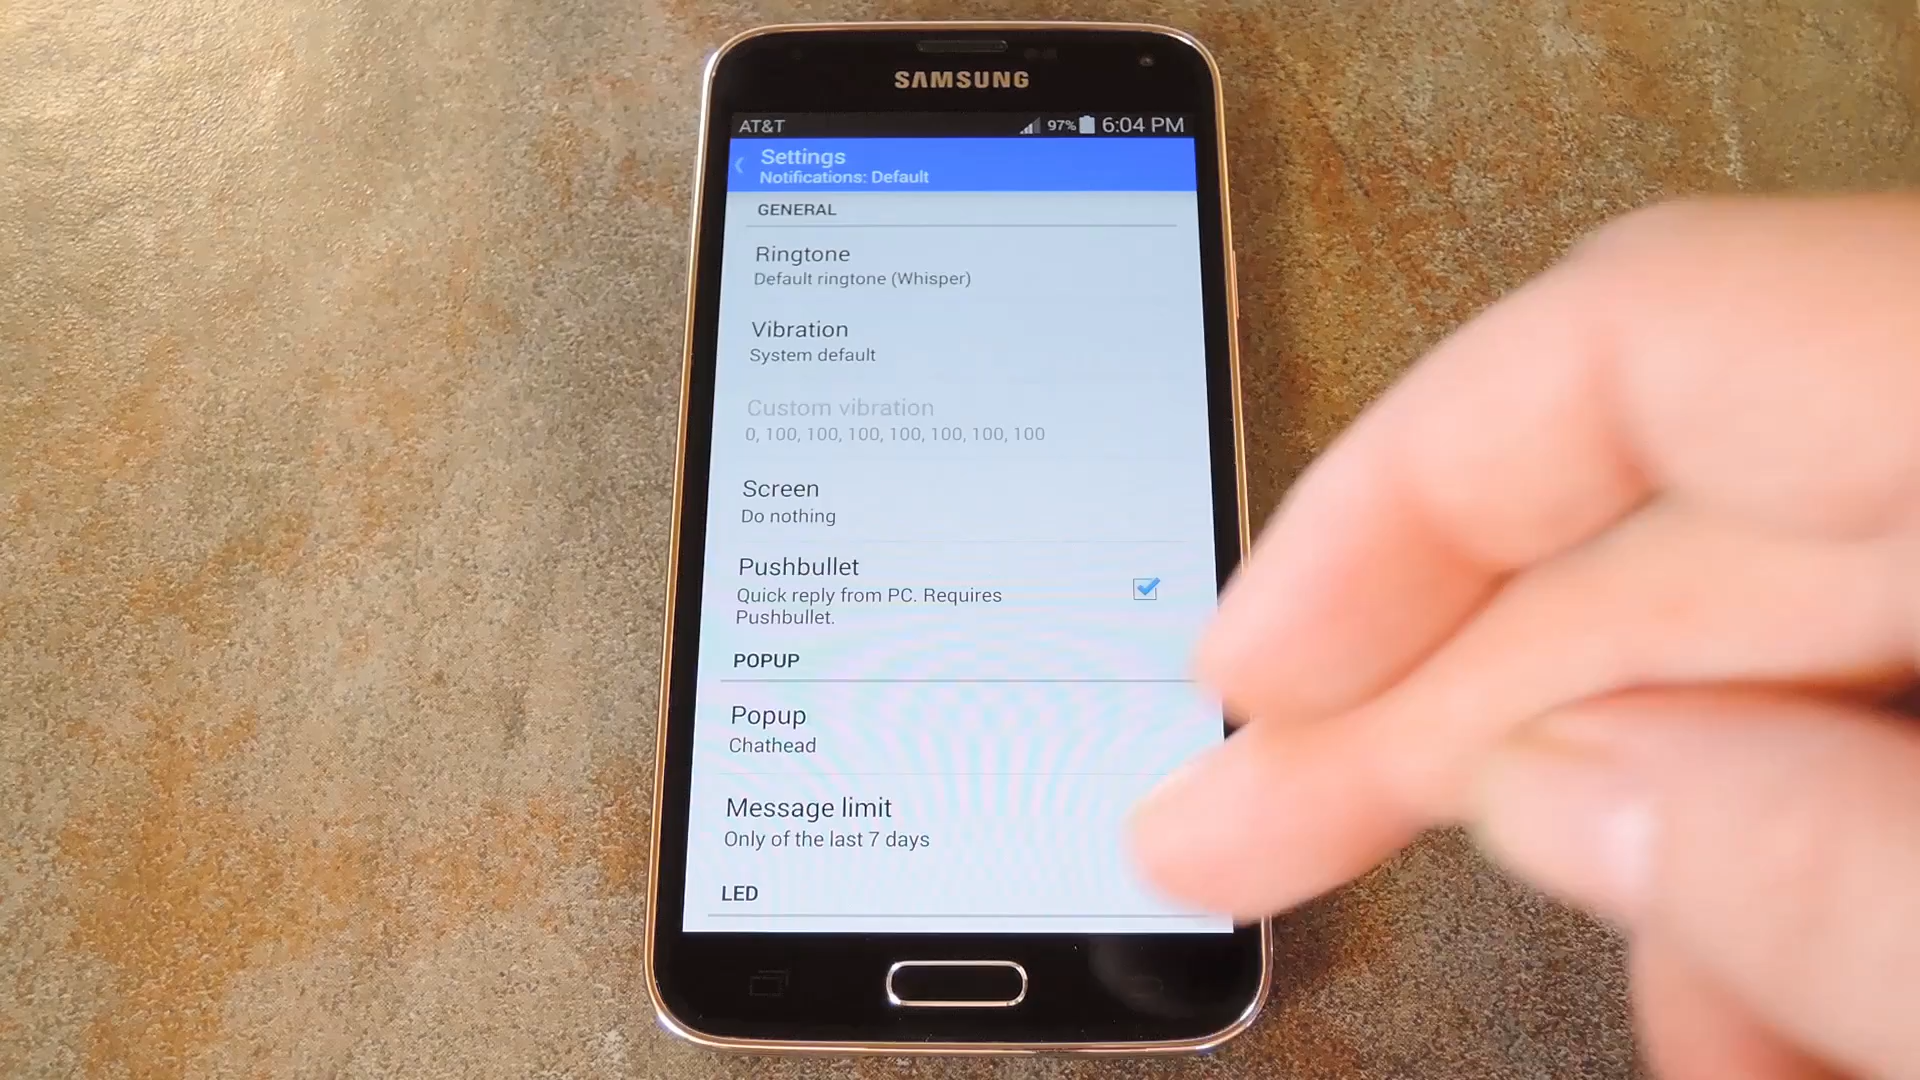 SAMSUNG
AT&T 97% 6:04 PM
Settings
Notifications: Default
GENERAL
Ringtone
Default ringtone (Whisper)
Vibration
System default
Custom vibration
0, 100, 100, 100, 100, 100, 100, 100
Screen
Do nothing
Pushbullet
Quick reply from PC. Requires
Pushbullet.
POPUP
Popup
Chathead
Message limit
Only of the last 7 days
LED